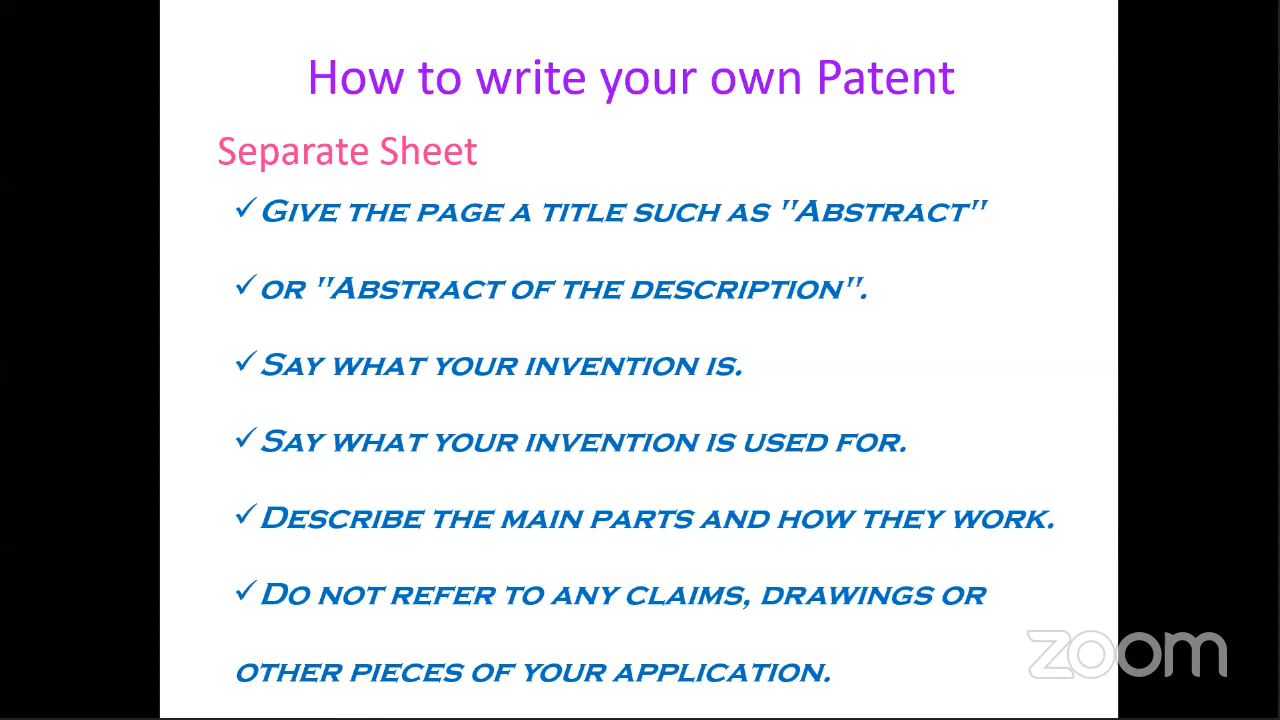 How to write your own Patent
Separate Sheet
✓Give the page a title such as "Abstract"
✓or "Abstract of the description".
✓Say what your invention is.
✓Say what your invention is used for.
✓Describe the main parts and how they work.
✓Do not refer to any claims, drawings or
other pieces of your application.
zoom